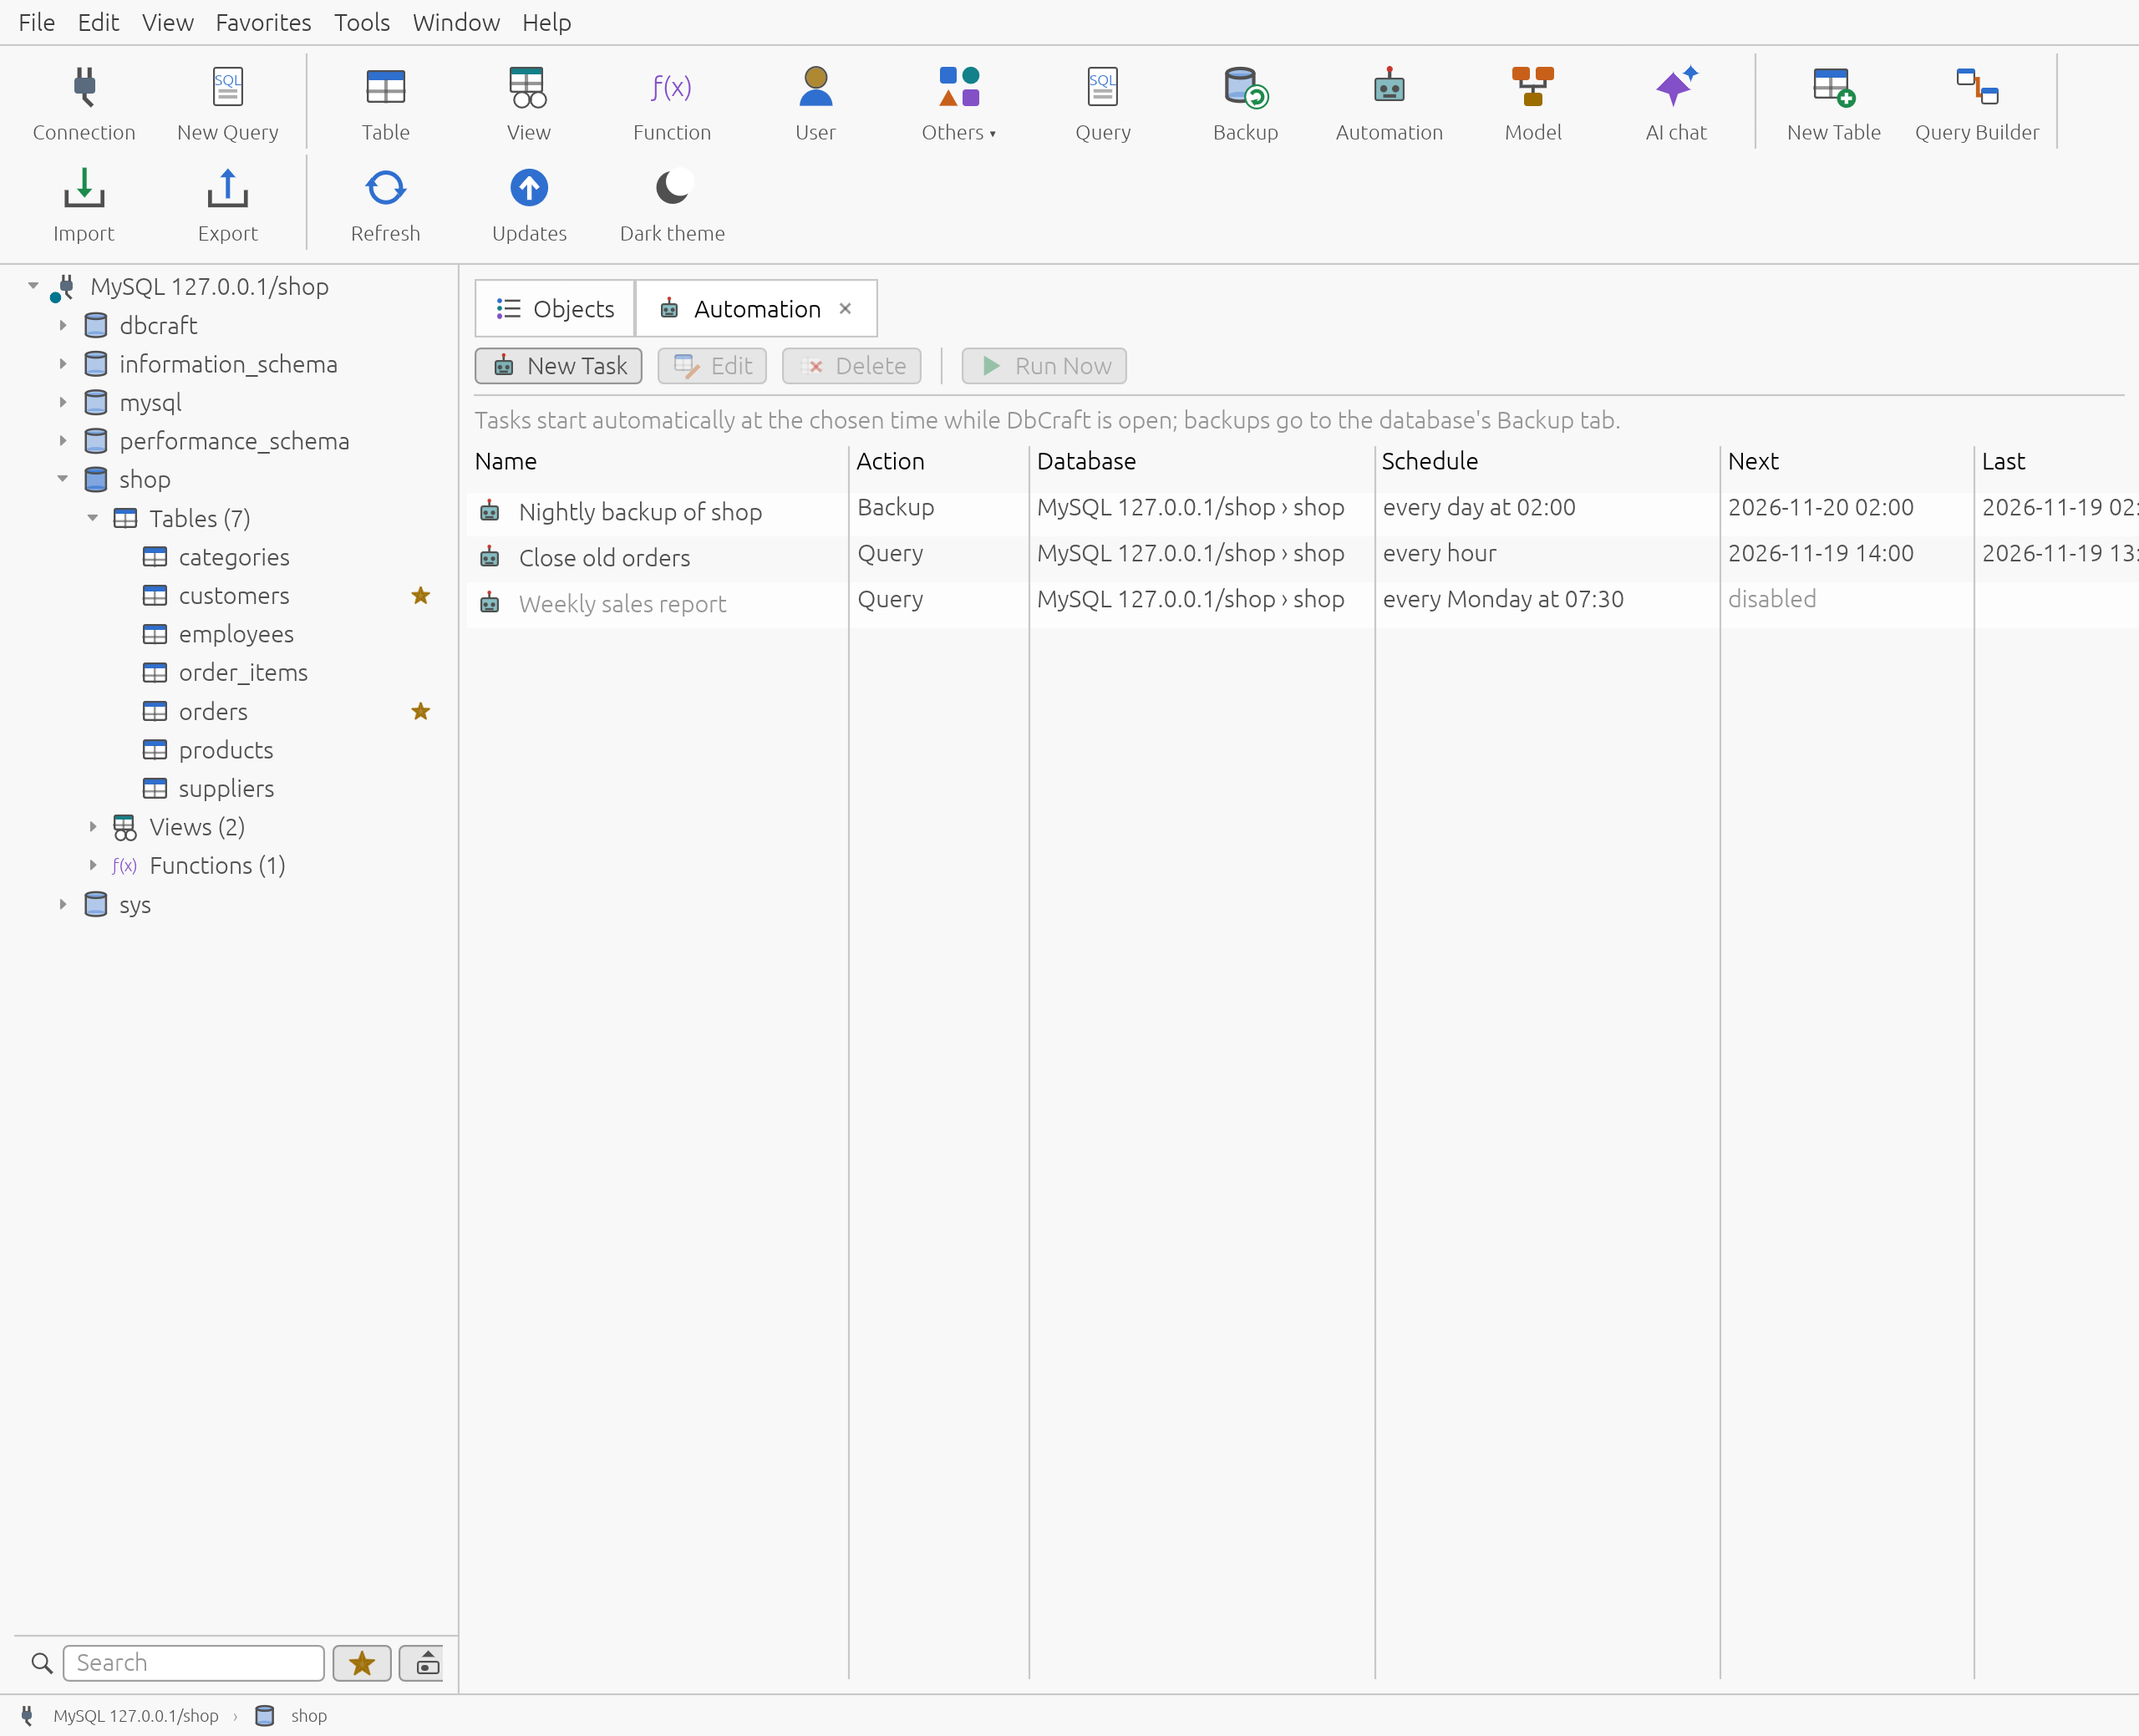 File Edit View Favorites Tools Window Help
Connection New Query Table View Function User Others ▾ Query Backup Automation Model AI chat New Table Query Builder
Import Export Refresh Updates Dark theme
MySQL 127.0.0.1/shop
dbcraft
information_schema
mysql
performance_schema
shop
Tables (7)
categories
customers
employees
order_items
orders
products
suppliers
Views (2)
Functions (1)
sys
Search
Objects Automation
New Task Edit Delete Run Now
Tasks start automatically at the chosen time while DbCraft is open; backups go to the database's Backup tab.
Name Action Database Schedule Next Last
Nightly backup of shop Backup MySQL 127.0.0.1/shop › shop every day at 02:00 2026-11-20 02:00 2026-11-19 02:
Close old orders Query MySQL 127.0.0.1/shop › shop every hour 2026-11-19 14:00 2026-11-19 13:
Weekly sales report Query MySQL 127.0.0.1/shop › shop every Monday at 07:30 disabled
MySQL 127.0.0.1/shop › shop